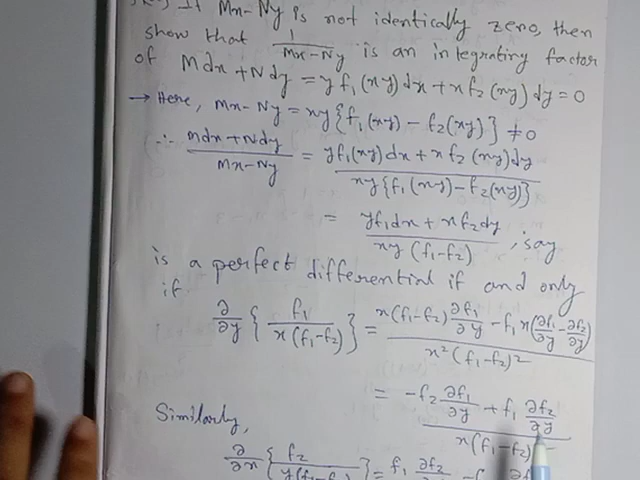 If Mx-Ny is not identically zero, then
show that 1/(Mx-Ny) is an integrating factor
of Mdx+Ndy = yf₁(xy)dx + xf₂(xy)dy = 0
→ Here, Mx-Ny = xy{f₁(xy) - f₂(xy)} ≠ 0
∴ (Mdx+Ndy)/(Mx-Ny) = (yf₁(xy)dx + xf₂(xy)dy)/(xy{f₁(xy)-f₂(xy)})
= (yf₁dx + xf₂dy)/(xy(f₁-f₂)), say
is a perfect differential if and only
if
∂/∂y {f₁/(x(f₁-f₂))} = (x(f₁-f₂)∂f₁/∂y - f₁x(∂f₁/∂y - ∂f₂/∂y))/(x²(f₁-f₂)²)
= (-f₂ ∂f₁/∂y + f₁ ∂f₂/∂y)/(x(f₁-f₂)
Similarly,
∂/∂x {f₂/(y(f₁-f₂)} = f₁ ∂f₂